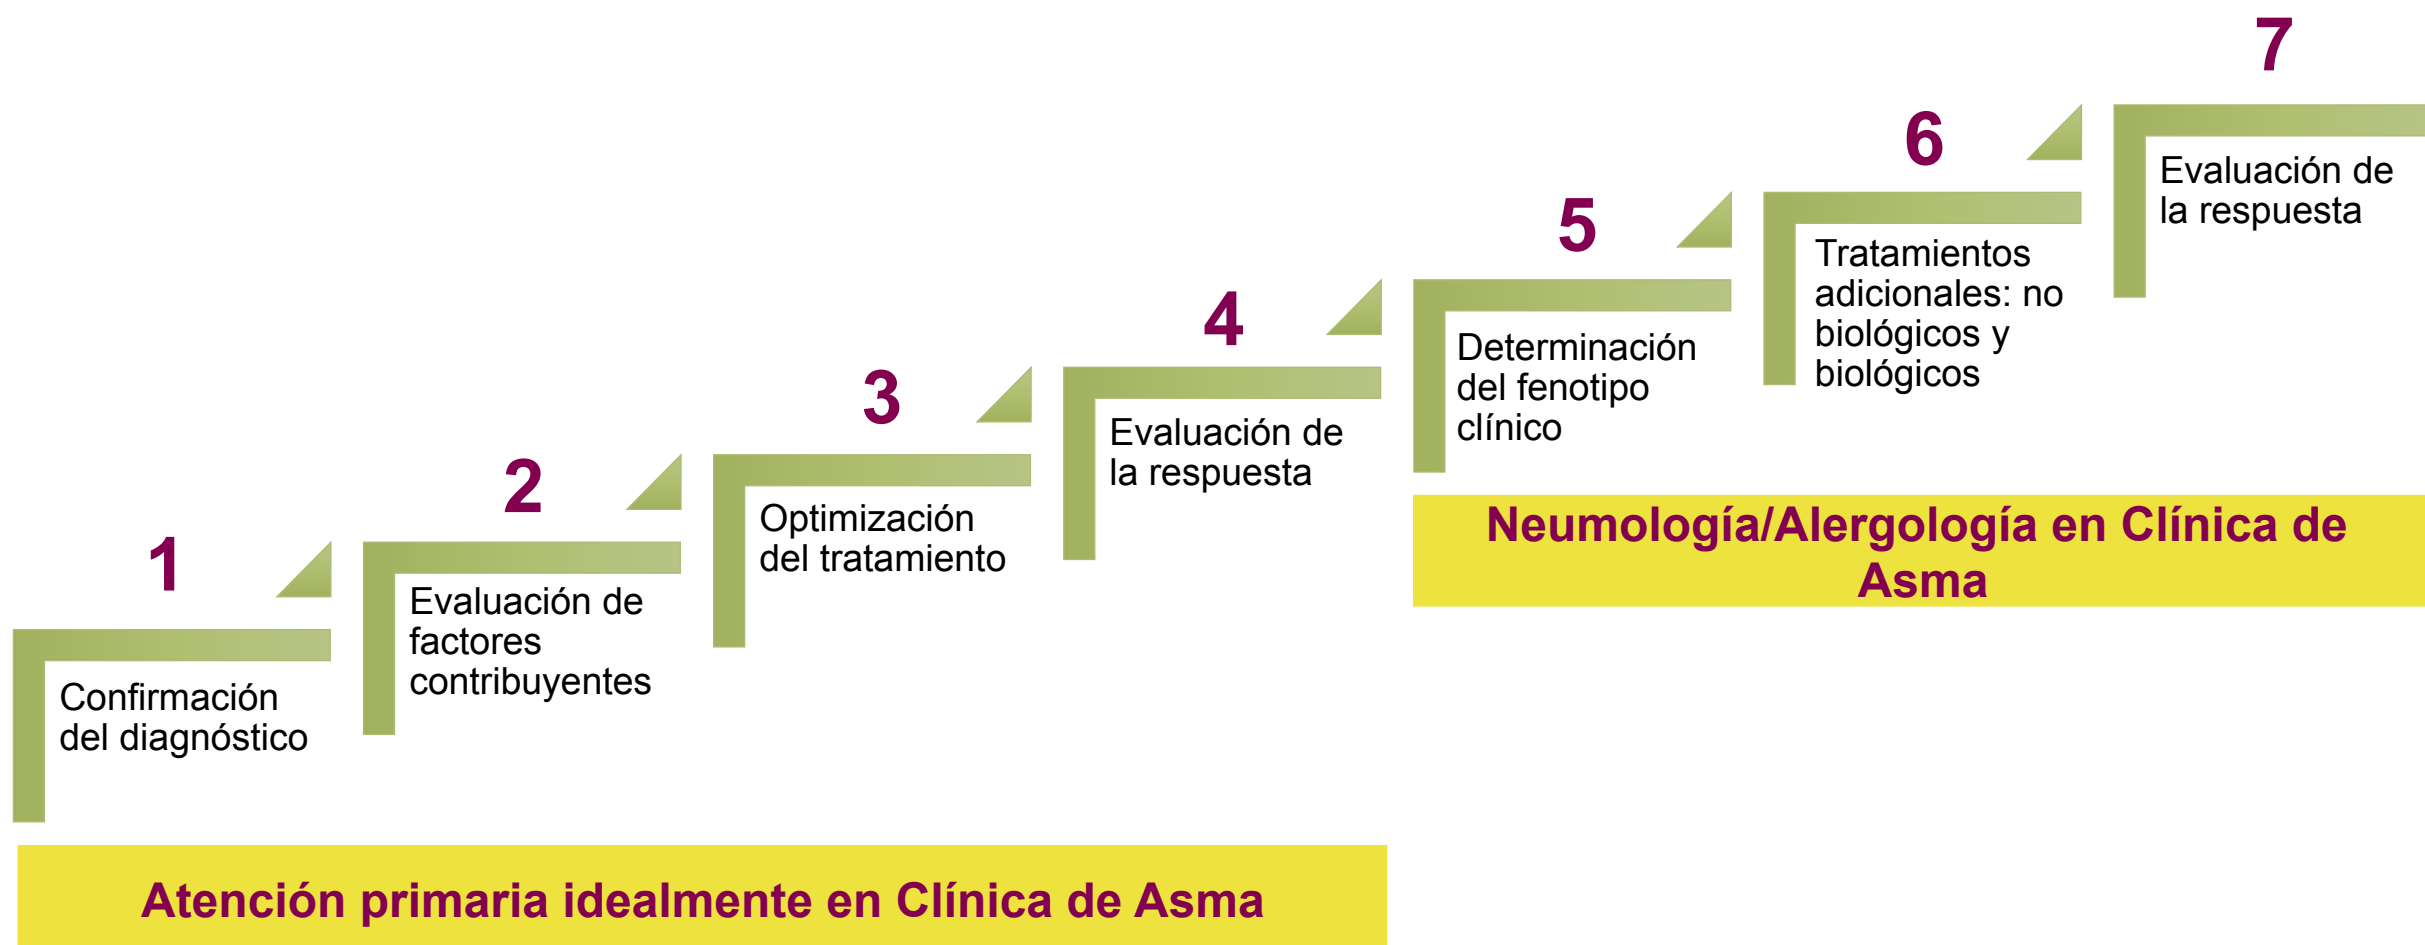 1
Confirmación
del diagnóstico
2
Evaluación de
factores
contribuyentes
3
Optimización
del tratamiento
4
Evaluación de
la respuesta
5
Determinación
del fenotipo
clínico
6
Tratamientos
adicionales: no
biológicos y
biológicos
7
Evaluación de
la respuesta
Neumología/Alergología en Clínica de
Asma
Atención primaria idealmente en Clínica de Asma